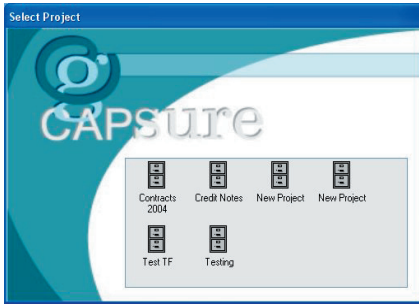 Select Project
g
CAPSure
Contracts 2004
Credit Notes
New Project
New Project
Test TF
Testing